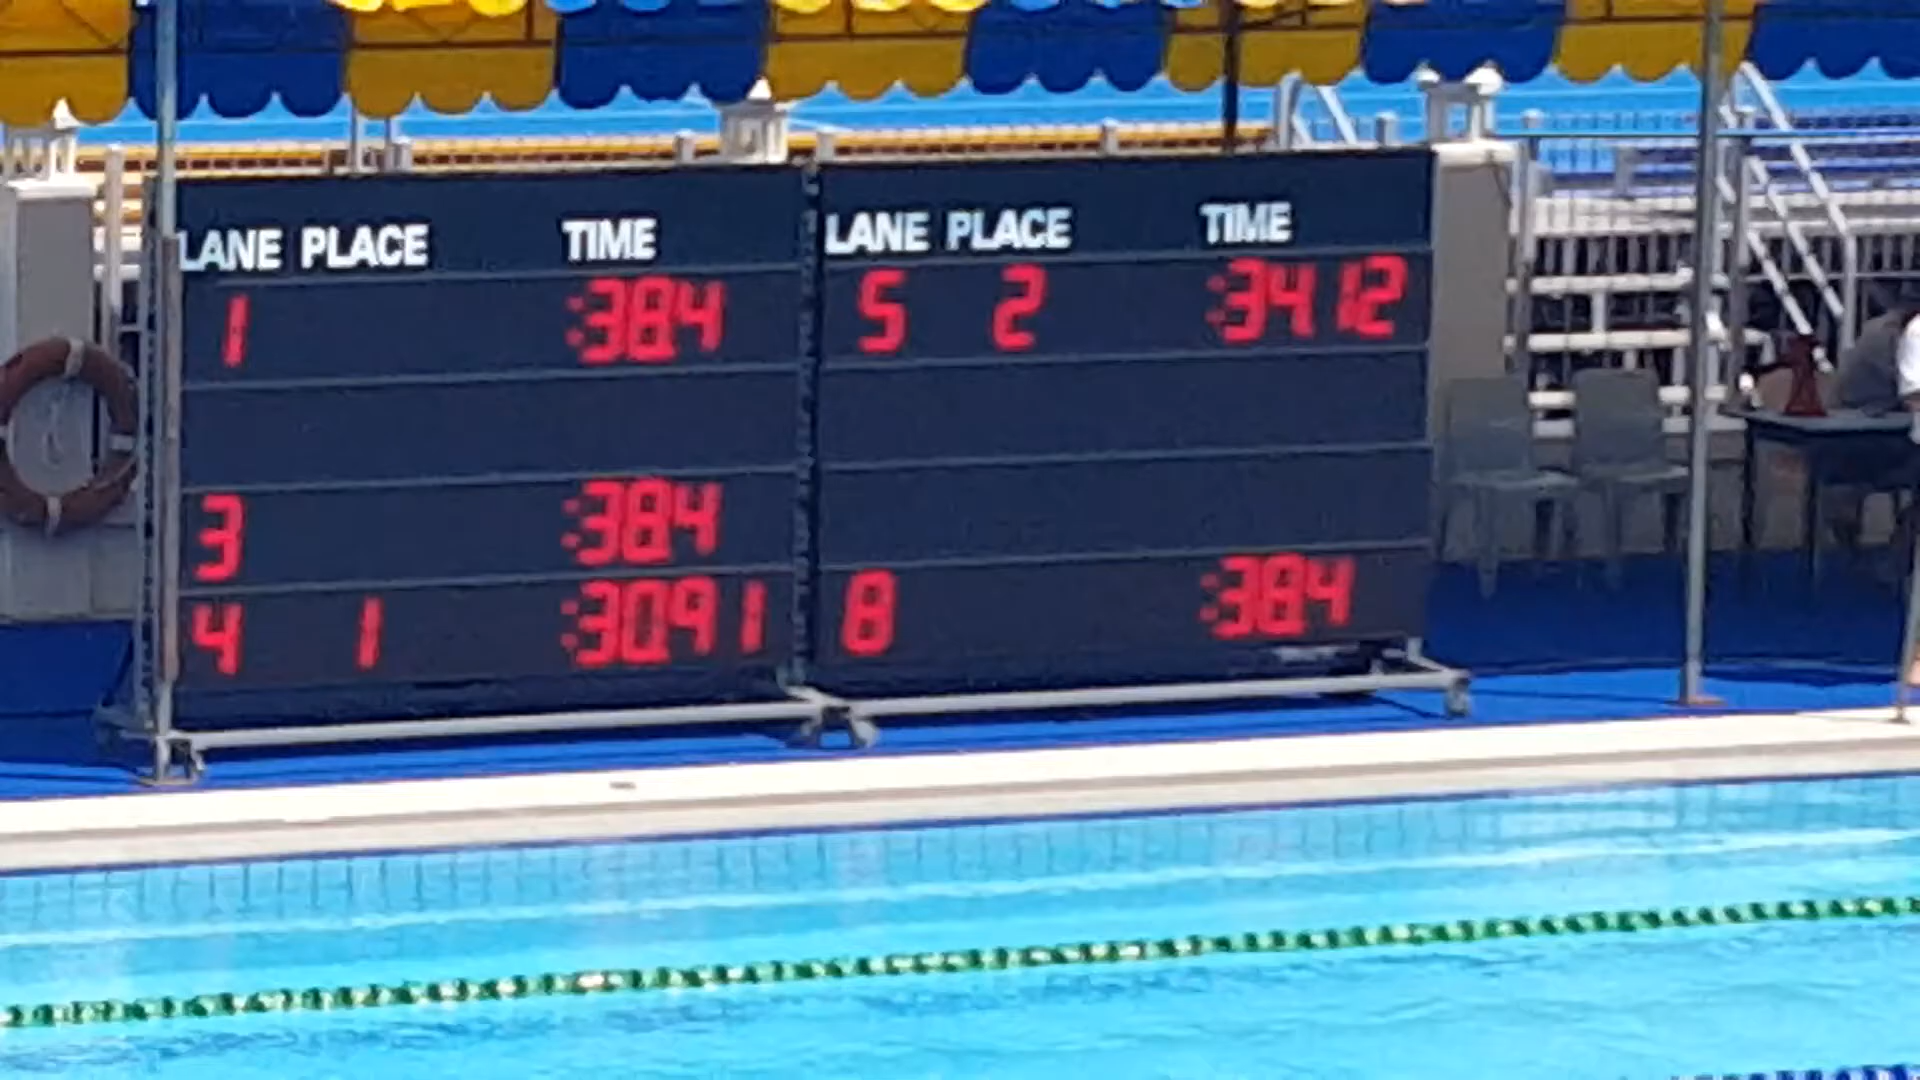 LANE PLACE TIME
1 :38.4
3 :38.4
4 1 :30.91
LANE PLACE TIME
5 2 :34.12
8 :38.4